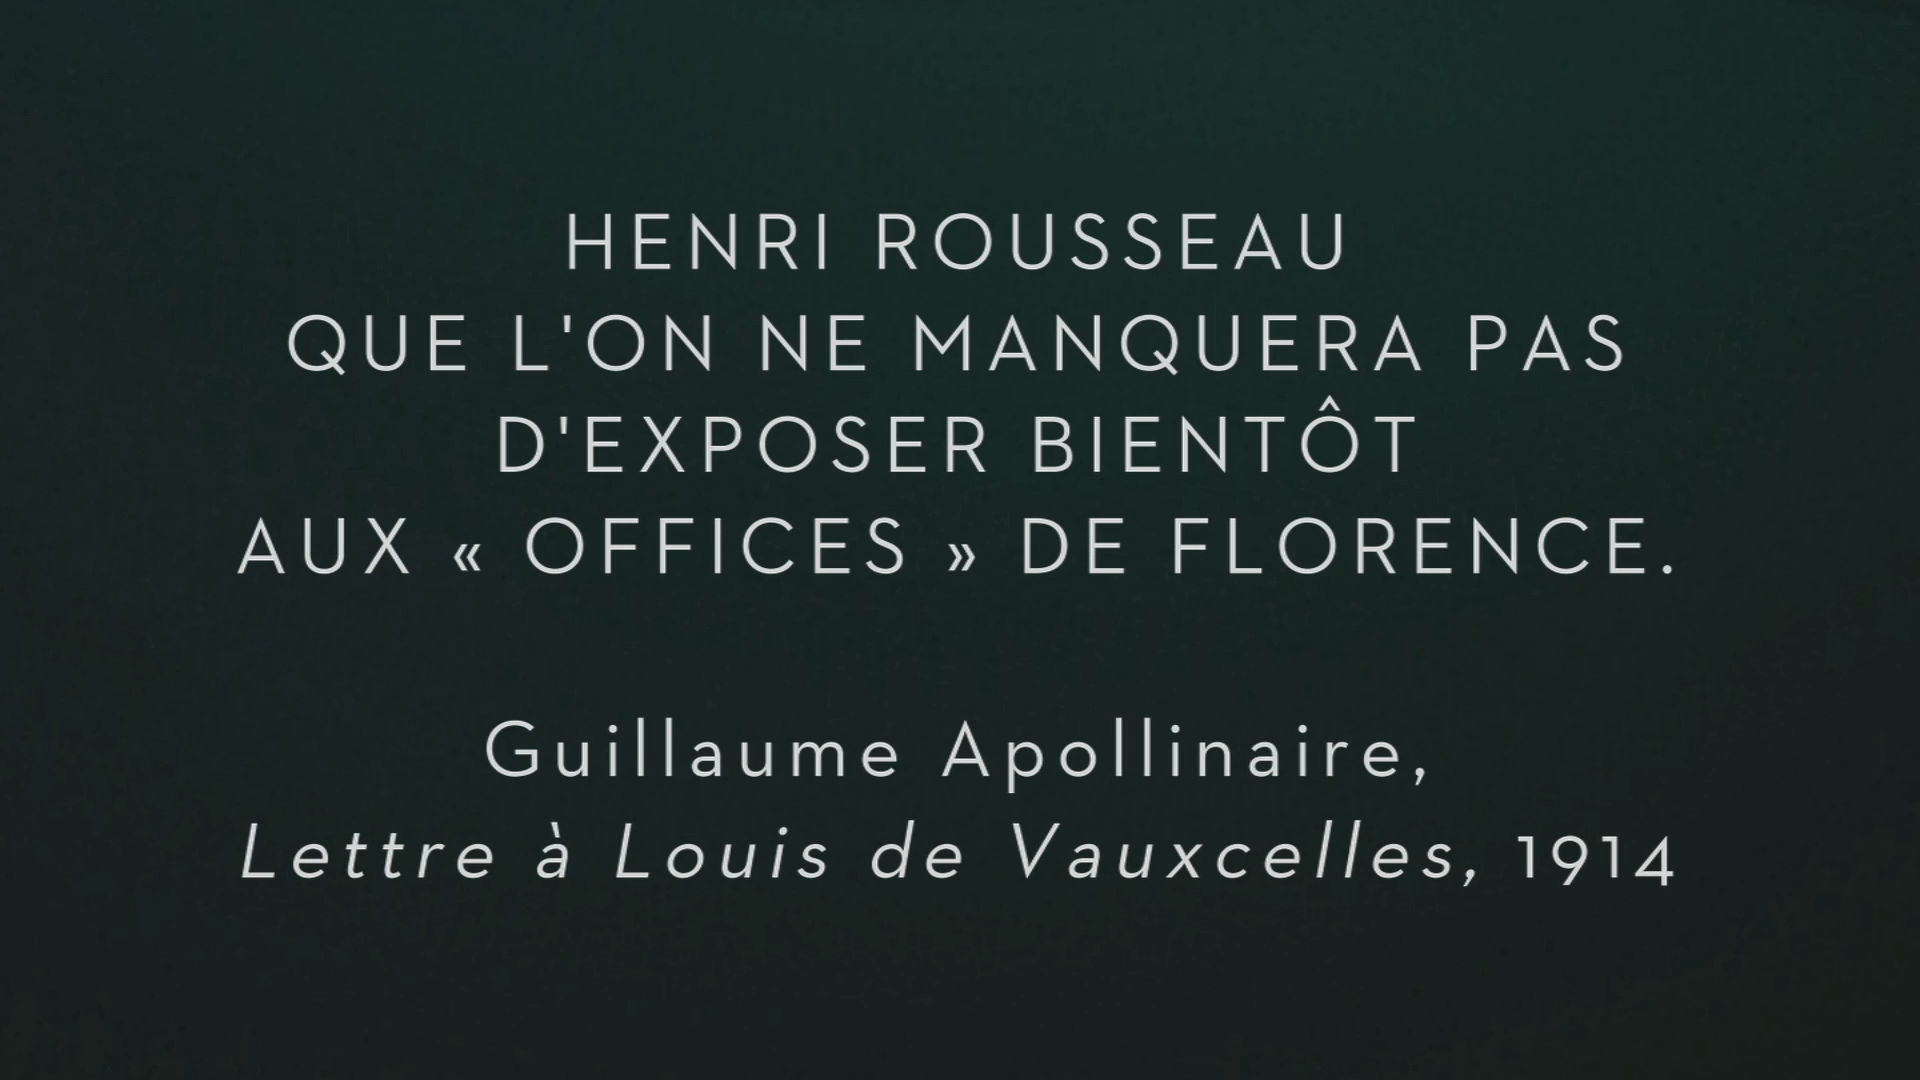 HENRI ROUSSEAU
QUE L'ON NE MANQUERA PAS
D'EXPOSER BIENTÔT
AUX « OFFICES » DE FLORENCE.
Guillaume Apollinaire,
Lettre à Louis de Vauxcelles, 1914